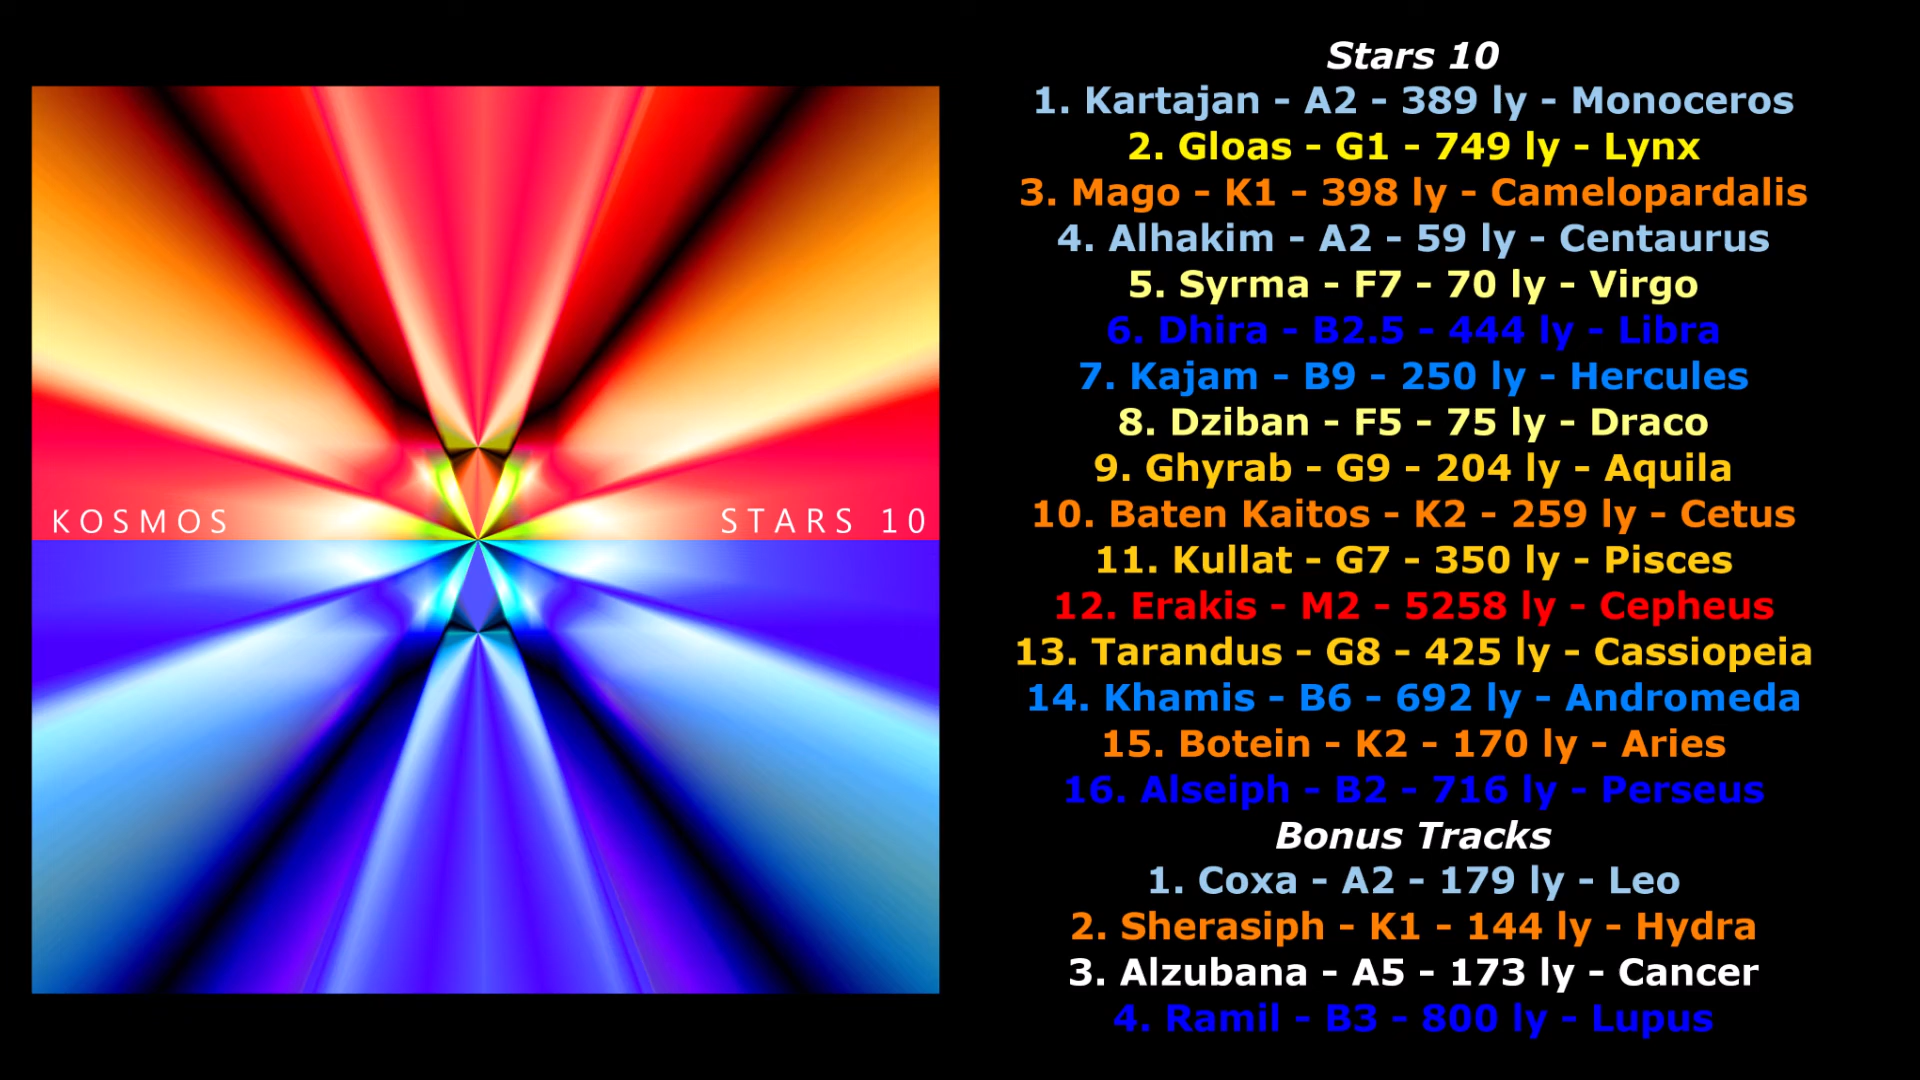 KOSMOS
STARS 10
Stars 10
1. Kartajan - A2 - 389 ly - Monoceros
2. Gloas - G1 - 749 ly - Lynx
3. Mago - K1 - 398 ly - Camelopardalis
4. Alhakim - A2 - 59 ly - Centaurus
5. Syrma - F7 - 70 ly - Virgo
6. Dhira - B2.5 - 444 ly - Libra
7. Kajam - B9 - 250 ly - Hercules
8. Dziban - F5 - 75 ly - Draco
9. Ghyrab - G9 - 204 ly - Aquila
10. Baten Kaitos - K2 - 259 ly - Cetus
11. Kullat - G7 - 350 ly - Pisces
12. Erakis - M2 - 5258 ly - Cepheus
13. Tarandus - G8 - 425 ly - Cassiopeia
14. Khamis - B6 - 692 ly - Andromeda
15. Botein - K2 - 170 ly - Aries
16. Alseiph - B2 - 716 ly - Perseus
Bonus Tracks
1. Coxa - A2 - 179 ly - Leo
2. Sherasiph - K1 - 144 ly - Hydra
3. Alzubana - A5 - 173 ly - Cancer
4. Ramil - B3 - 800 ly - Lupus